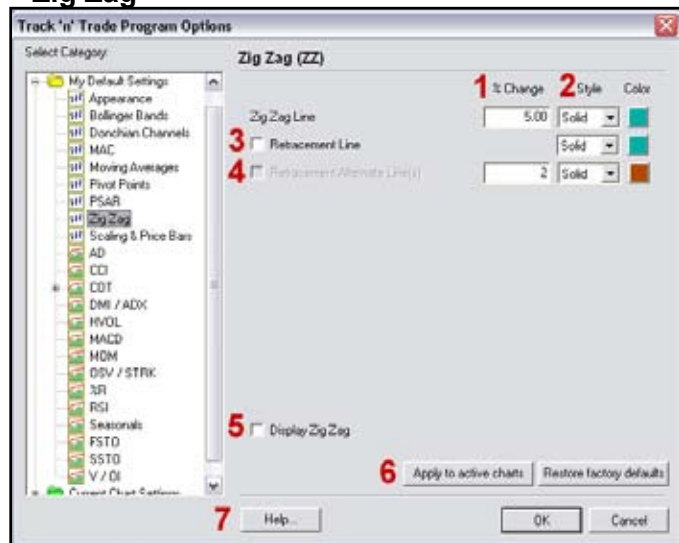 Zig Zag
Track 'n' Trade Program Options
Select Category:
Zig Zag (ZZ)
My Default Settings
Appearance
Bollinger Bands
Donchian Channels
MAC
Moving Averages
Pivot Points
PSAR
Zig Zag
Scaling & Price Bars
AD
CCI
COT
DMI / ADX
HVOL
MACD
MOM
OSV / STRK
%R
RSI
Seasonals
FSTO
SSTO
V / OI
Current Chart Settings
1 % Change 2 Style Color
Zig Zag Line 5.00 Solid
3 Retracement Line Solid
4 Retracement Alternate Line(s) 2 Solid
5 Display Zig Zag
6 Apply to active charts Restore factory defaults
7 Help... OK Cancel